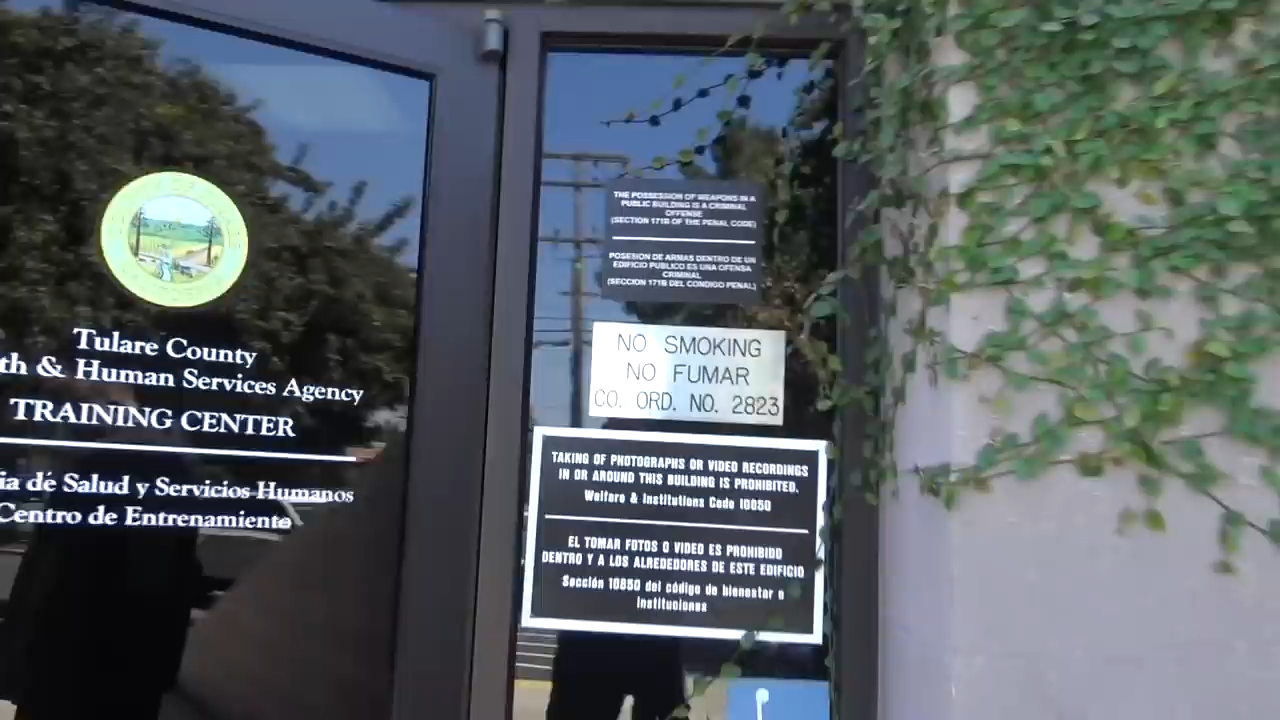 Tulare County
th & Human Services Agency
TRAINING CENTER
ia de Salud y Servicios Humanos
Centro de Entrenamiento
THE POSSESSION OF WEAPONS IN A
PUBLIC BUILDING IS A CRIMINAL
OFFENSE
(SECTION 171B OF THE PENAL CODE)
POSESION DE ARMAS DENTRO DE UN
EDIFICIO PUBLICO ES UNA OFENSA
CRIMINAL
(SECCION 171B DEL CONDIGO PENAL)
NO SMOKING
NO FUMAR
CO. ORD. NO. 2823
TAKING OF PHOTOGRAPHS OR VIDEO RECORDINGS
IN OR AROUND THIS BUILDING IS PROHIBITED.
Welfare & Institutions Code 10850
EL TOMAR FOTOS O VIDEO ES PROHIBIDO
DENTRO Y A LOS ALREDEDORES DE ESTE EDIFICIO
Sección 10850 del código de bienestar e
Instituciones